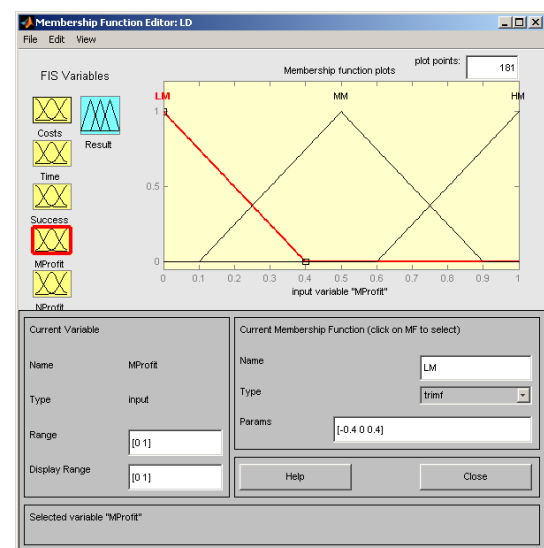 Membership Function Editor: LD
File Edit View
FIS Variables
Membership function plots
plot points:
181
Costs
Result
Time
Success
MProfit
NProfit
LM
MM
HM
1
0.5
0
0 0.1 0.2 0.3 0.4 0.5 0.6 0.7 0.8 0.9 1
input variable "MProfit"
Current Variable
Name MProfit
Type input
Range [0 1]
Display Range [0 1]
Current Membership Function (click on MF to select)
Name LM
Type trimf
Params [-0.4 0 0.4]
Help Close
Selected variable "MProfit"